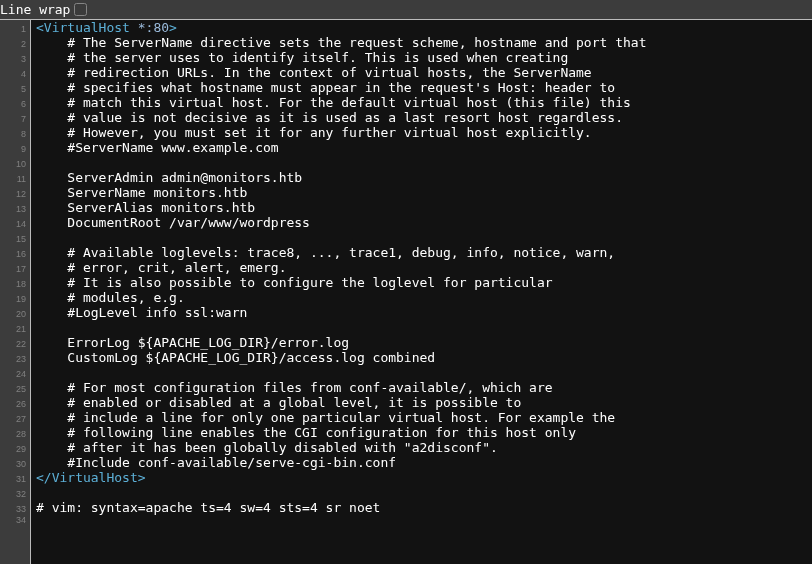 Line wrap
1 <VirtualHost *:80>
2     # The ServerName directive sets the request scheme, hostname and port that
3     # the server uses to identify itself. This is used when creating
4     # redirection URLs. In the context of virtual hosts, the ServerName
5     # specifies what hostname must appear in the request's Host: header to
6     # match this virtual host. For the default virtual host (this file) this
7     # value is not decisive as it is used as a last resort host regardless.
8     # However, you must set it for any further virtual host explicitly.
9     #ServerName www.example.com
10
11     ServerAdmin admin@monitors.htb
12     ServerName monitors.htb
13     ServerAlias monitors.htb
14     DocumentRoot /var/www/wordpress
15
16     # Available loglevels: trace8, ..., trace1, debug, info, notice, warn,
17     # error, crit, alert, emerg.
18     # It is also possible to configure the loglevel for particular
19     # modules, e.g.
20     #LogLevel info ssl:warn
21
22     ErrorLog ${APACHE_LOG_DIR}/error.log
23     CustomLog ${APACHE_LOG_DIR}/access.log combined
24
25     # For most configuration files from conf-available/, which are
26     # enabled or disabled at a global level, it is possible to
27     # include a line for only one particular virtual host. For example the
28     # following line enables the CGI configuration for this host only
29     # after it has been globally disabled with "a2disconf".
30     #Include conf-available/serve-cgi-bin.conf
31 </VirtualHost>
32
33 # vim: syntax=apache ts=4 sw=4 sts=4 sr noet
34